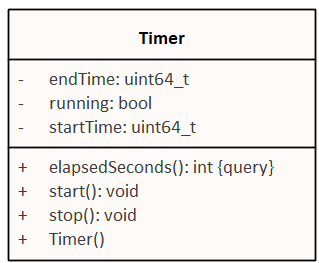 Timer
- endTime: uint64_t
- running: bool
- startTime: uint64_t
+ elapsedSeconds(): int {query}
+ start(): void
+ stop(): void
+ Timer()